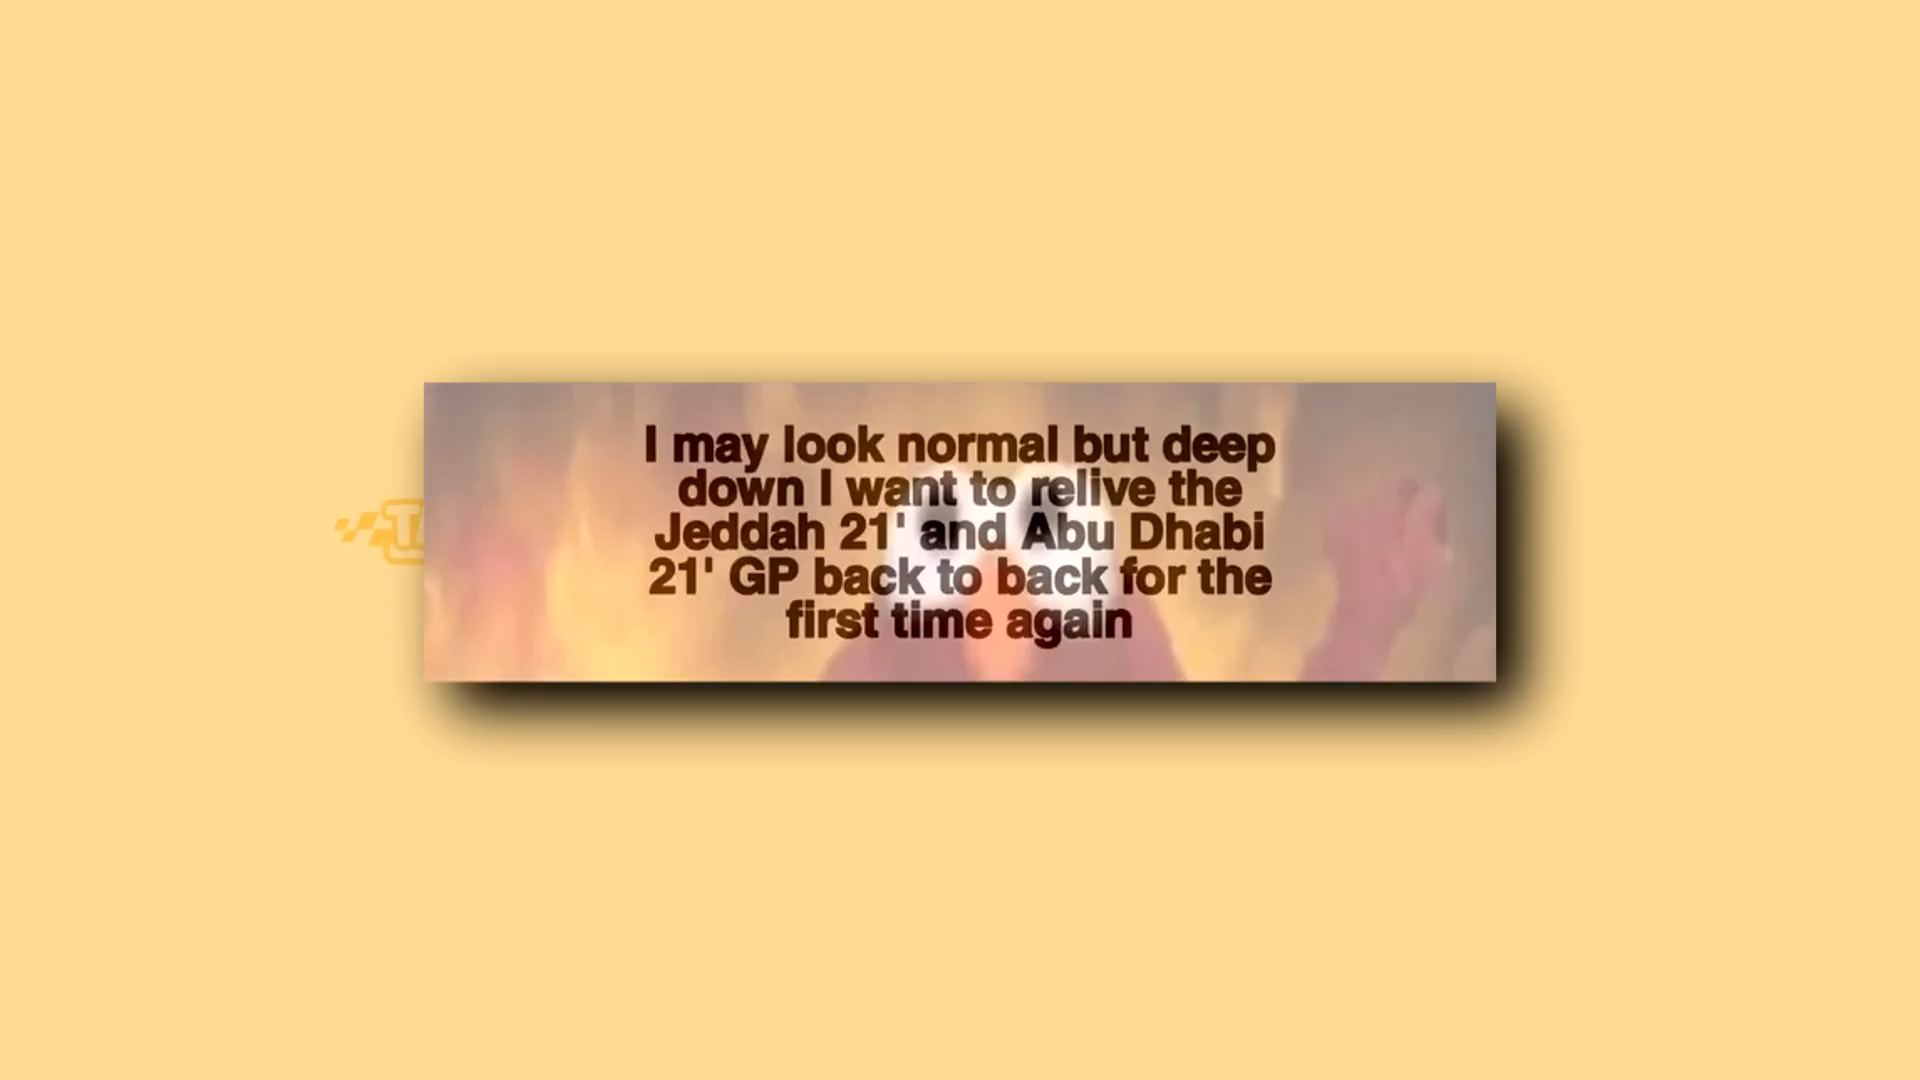 I may look normal but deep
down I want to relive the
Jeddah 21' and Abu Dhabi
21' GP back to back for the
first time again